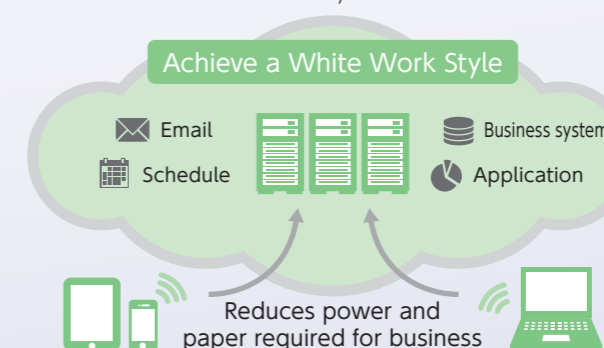 Achieve a White Work Style
Email
Business system
Schedule
Application
Reduces power and
paper required for business